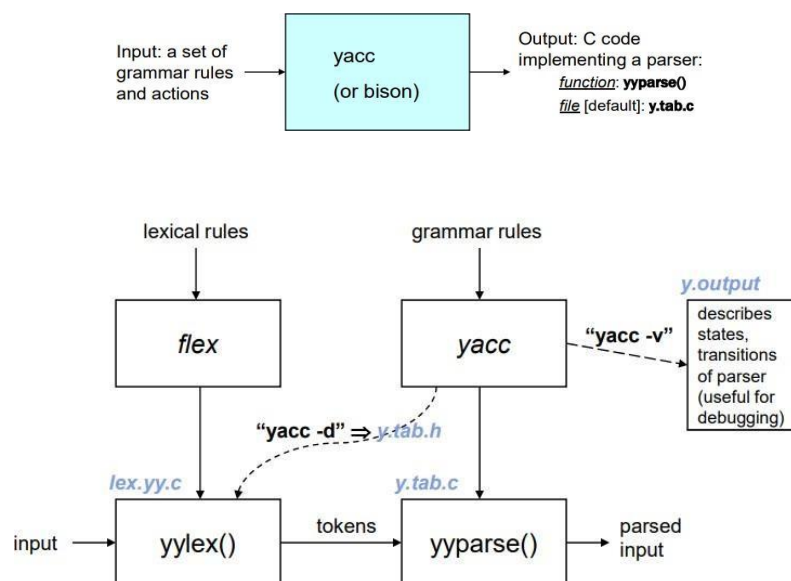 Input: a set of
grammar rules
and actions
yacc
(or bison)
Output: C code
implementing a parser:
function: yyparse()
file [default]: y.tab.c
lexical rules
grammar rules
y.output
flex
yacc
"yacc -v"
describes
states,
transitions
of parser
(useful for
debugging)
"yacc -d" ⇒ y.tab.h
lex.yy.c
y.tab.c
input
yylex()
tokens
yyparse()
parsed
input